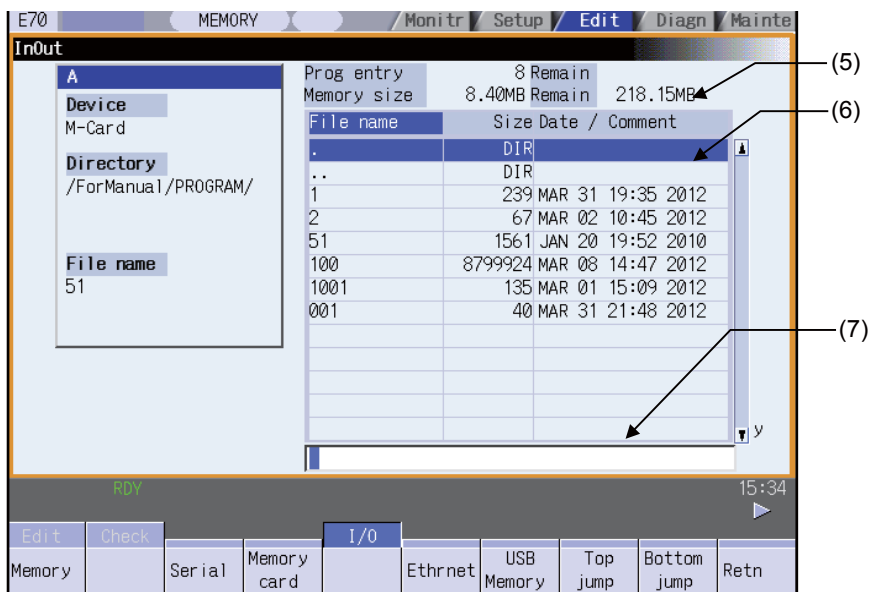 E70 MEMORY Monitr Setup Edit Diagn Mainte
InOut
A
Device
M-Card
Directory
/ForManual/PROGRAM/
File name
51
Prog entry 8 Remain
Memory size 8.40MB Remain 218.15MB
File name Size Date / Comment
. DIR
.. DIR
1 239 MAR 31 19:35 2012
2 67 MAR 02 10:45 2012
51 1561 JAN 20 19:52 2010
100 8799924 MAR 08 14:47 2012
1001 135 MAR 01 15:09 2012
001 40 MAR 31 21:48 2012
y
(5)
(6)
(7)
RDY 15:34
Edit Check I/O
Memory Serial Memory card Ethrnet USB Memory Top jump Bottom jump Retn